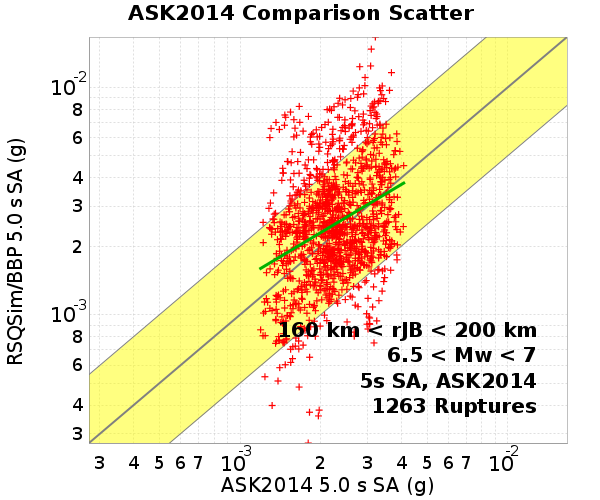 ASK2014 Comparison Scatter
RSQSim/BBP 5.0 s SA (g)
10-2
8
6
4
3
2
10-3
8
6
4
3
160 km < rJB < 200 km
6.5 < Mw < 7
5s SA, ASK2014
1263 Ruptures
3 4 5 6 7 10-3 2 3 4 5 6 7 10-2
ASK2014 5.0 s SA (g)